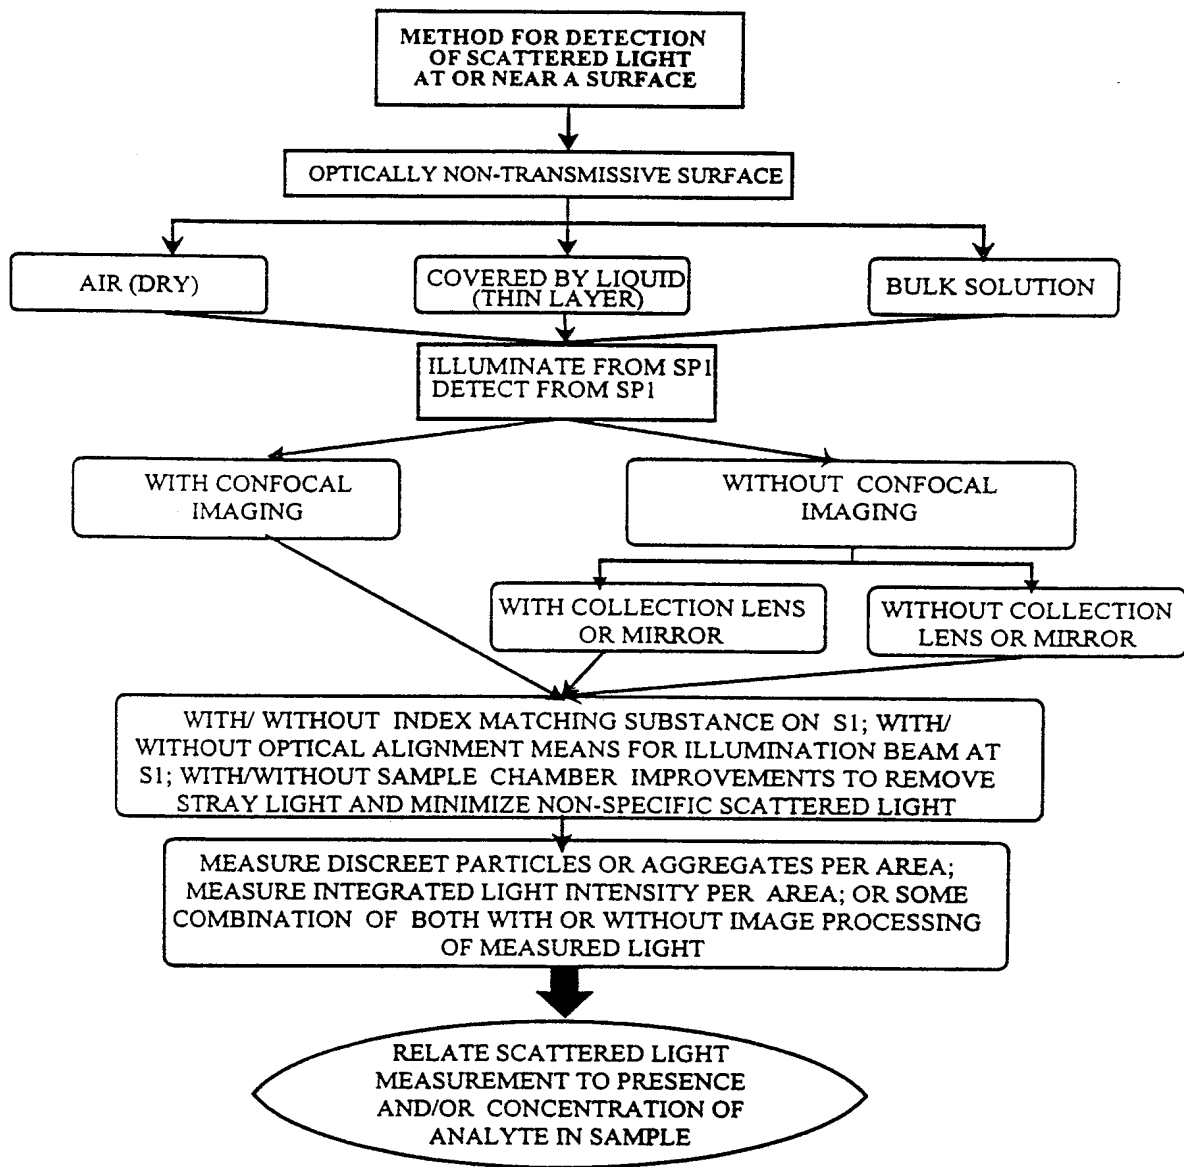 METHOD FOR DETECTION
OF SCATTERED LIGHT
AT OR NEAR A SURFACE
OPTICALLY NON-TRANSMISSIVE SURFACE
AIR (DRY)
COVERED BY LIQUID
(THIN LAYER)
BULK SOLUTION
ILLUMINATE FROM SP1
DETECT FROM SP1
WITH CONFOCAL
IMAGING
WITHOUT CONFOCAL
IMAGING
WITH COLLECTION LENS
OR MIRROR
WITHOUT COLLECTION
LENS OR MIRROR
WITH/ WITHOUT INDEX MATCHING SUBSTANCE ON S1; WITH/
WITHOUT OPTICAL ALIGNMENT MEANS FOR ILLUMINATION BEAM AT
S1; WITH/WITHOUT SAMPLE CHAMBER IMPROVEMENTS TO REMOVE
STRAY LIGHT AND MINIMIZE NON-SPECIFIC SCATTERED LIGHT
MEASURE DISCREET PARTICLES OR AGGREGATES PER AREA;
MEASURE INTEGRATED LIGHT INTENSITY PER AREA; OR SOME
COMBINATION OF BOTH WITH OR WITHOUT IMAGE PROCESSING
OF MEASURED LIGHT
RELATE SCATTERED LIGHT
MEASUREMENT TO PRESENCE
AND/OR CONCENTRATION OF
ANALYTE IN SAMPLE